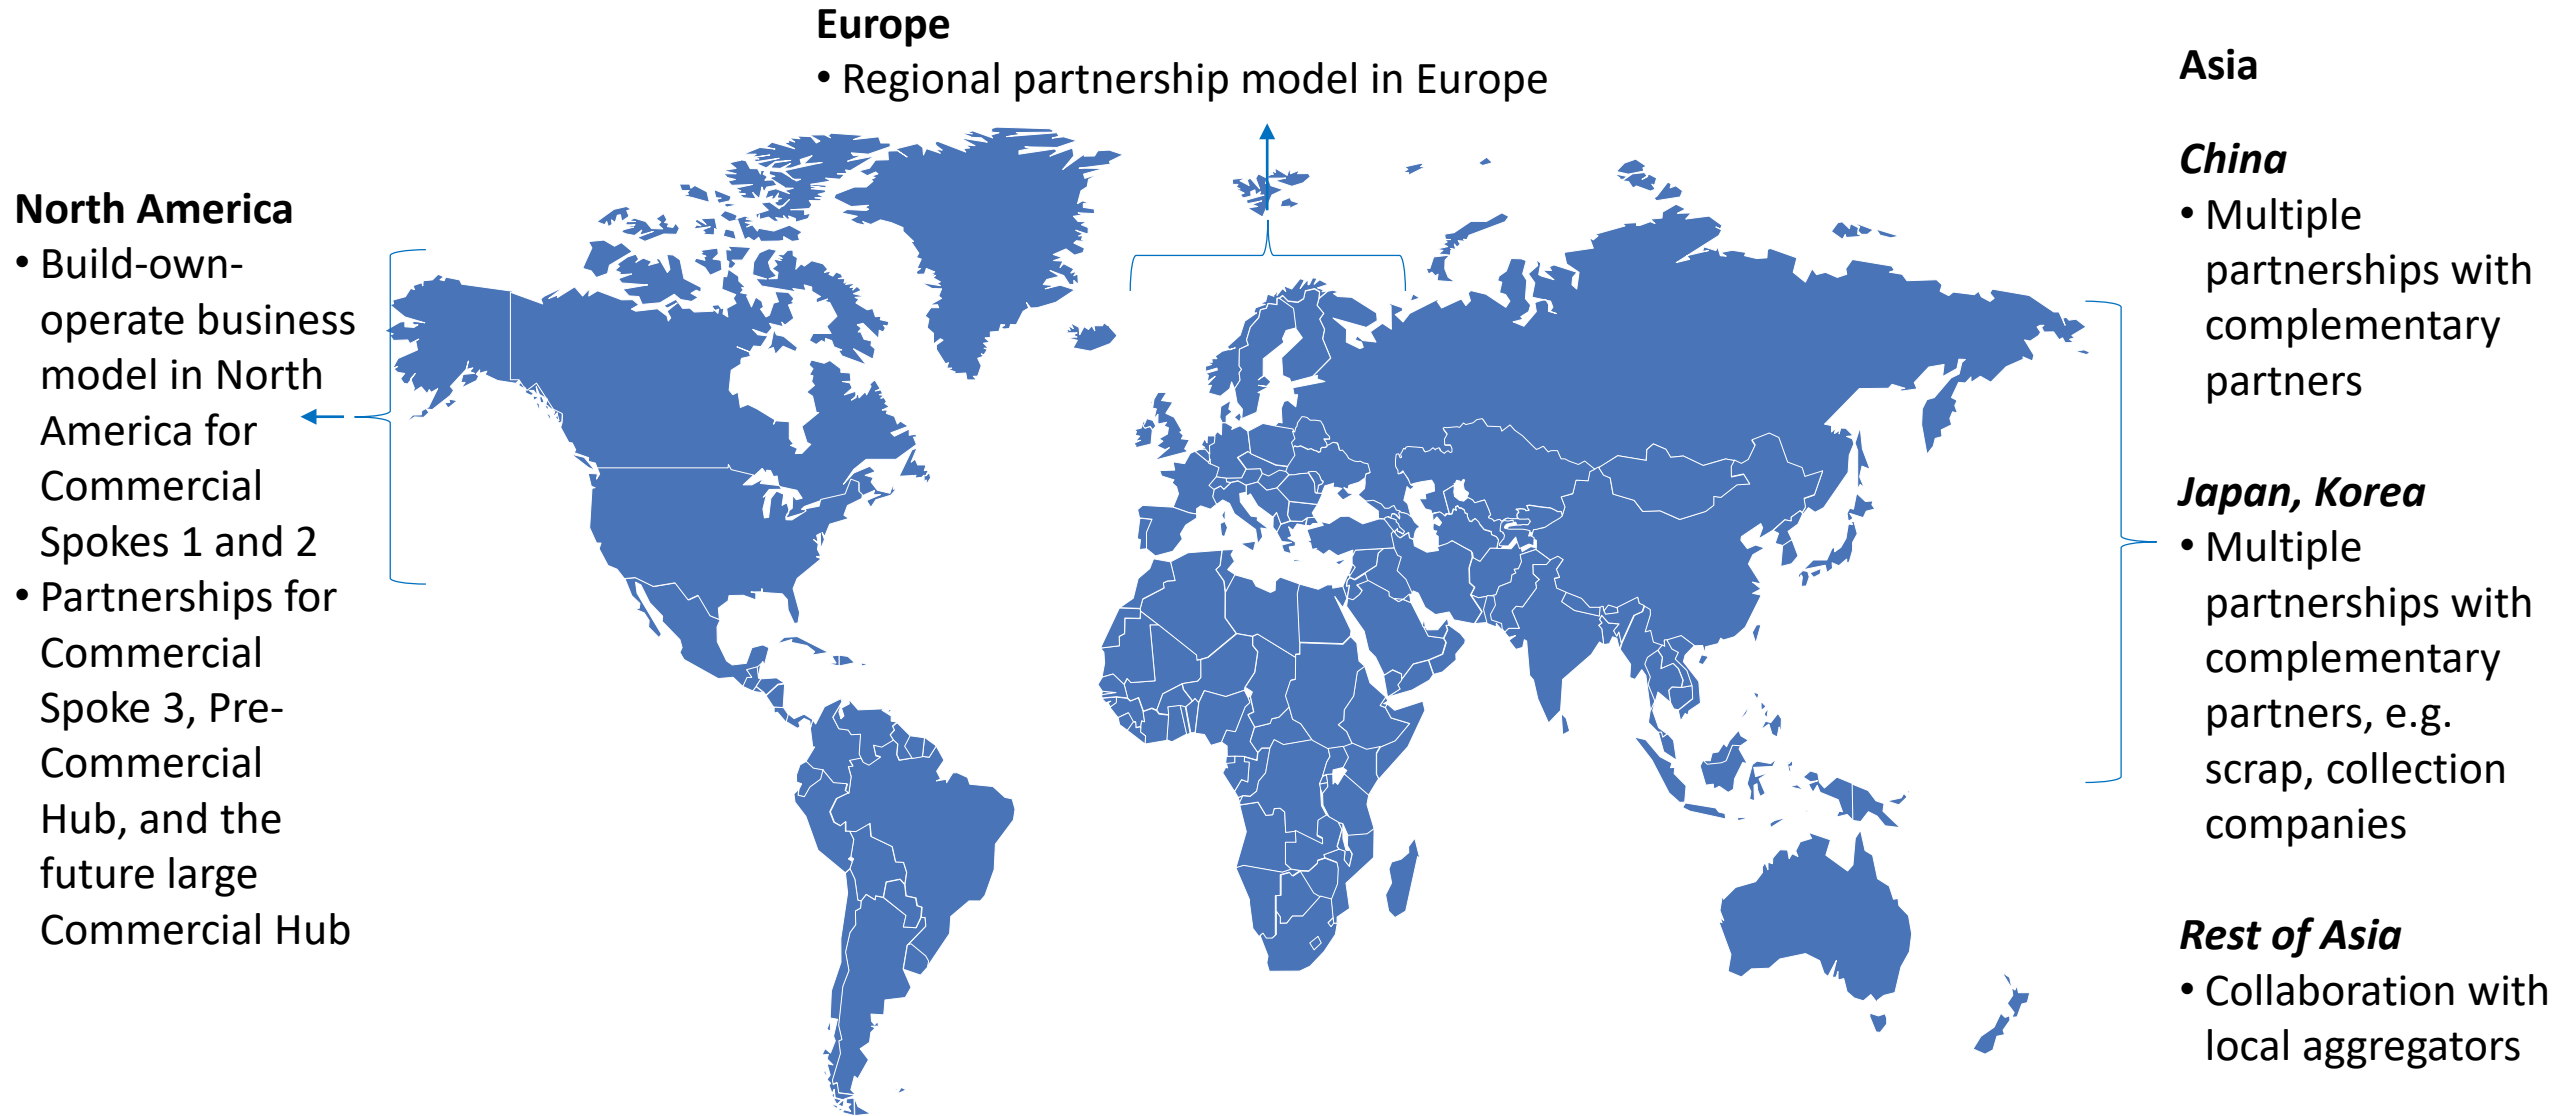 Europe
• Regional partnership model in Europe
North America
• Build-own-
operate business
model in North
America for
Commercial
Spokes 1 and 2
• Partnerships for
Commercial
Spoke 3, Pre-
Commercial
Hub, and the
future large
Commercial Hub
Asia
China
• Multiple
partnerships with
complementary
partners
Japan, Korea
• Multiple
partnerships with
complementary
partners, e.g.
scrap, collection
companies
Rest of Asia
• Collaboration with
local aggregators